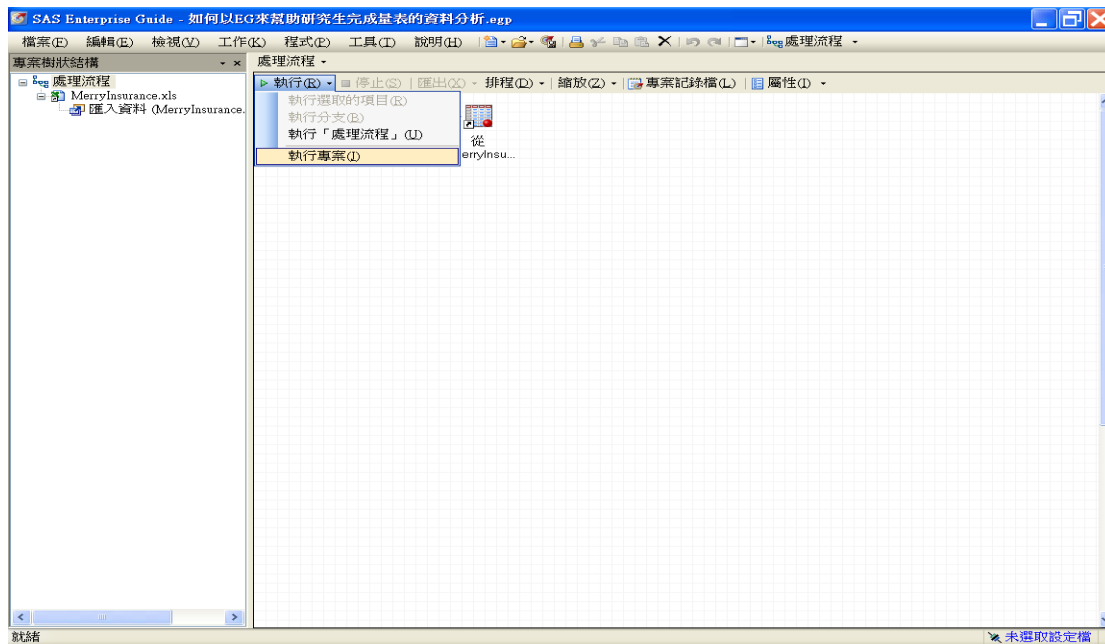 SAS Enterprise Guide - 如何以EG來幫助研究生完成量表的資料分析.egp
檔案(F) 編輯(E) 檢視(V) 工作(K) 程式(P) 工具(T) 說明(H) 處理流程
專案樹狀結構
處理流程
MerryInsurance.xls
匯入資料 (MerryInsurance.
處理流程
執行(R) 停止(S) 匯出(X) 排程(D) 縮放(Z) 專案記錄檔(L) 屬性(I)
執行選取的項目(R)
執行分支(B)
執行「處理流程」(U)
執行專案(J)
從
erryInsu...
就緒
未選取設定檔